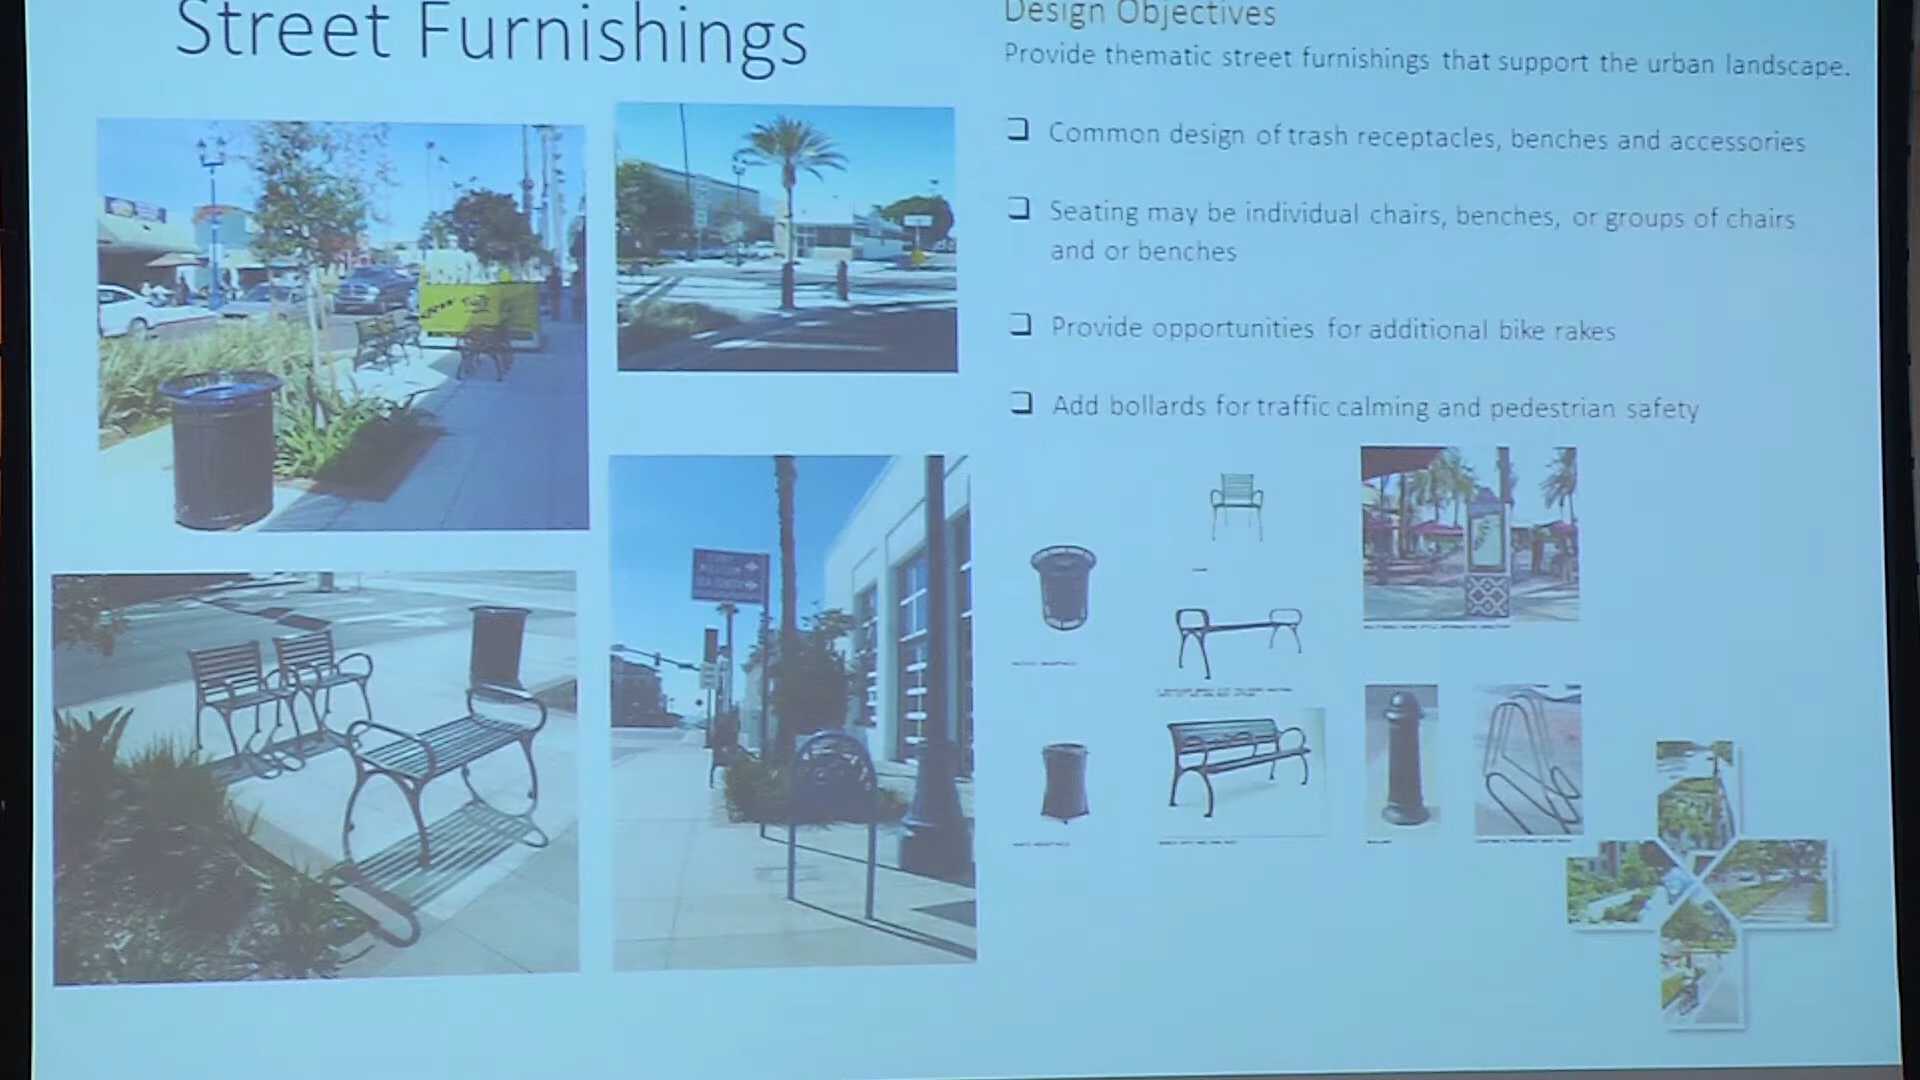 Street Furnishings
Design Objectives
Provide thematic street furnishings that support the urban landscape.
❑ Common design of trash receptacles, benches and accessories
❑ Seating may be individual chairs, benches, or groups of chairs
and or benches
❑ Provide opportunities for additional bike rakes
❑ Add bollards for traffic calming and pedestrian safety